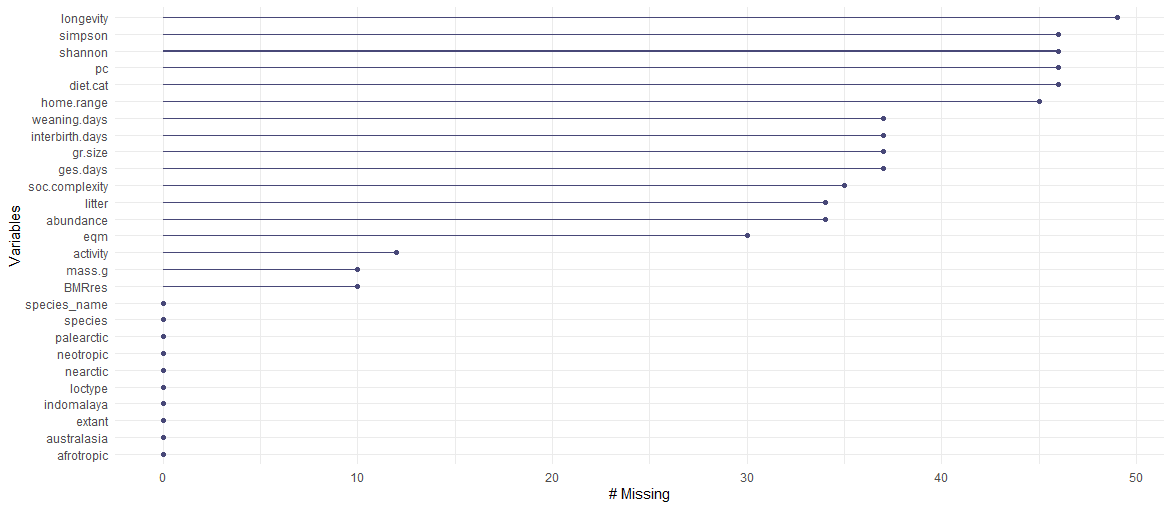 longevity
simpson
shannon
pc
diet.cat
home.range
weaning.days
interbirth.days
gr.size
ges.days
soc.complexity
litter
abundance
eqm
activity
mass.g
BMRres
species_name
species
palearctic
neotropic
nearctic
loctype
indomalaya
extant
australasia
afrotropic
Variables
0 10 20 30 40 50
# Missing